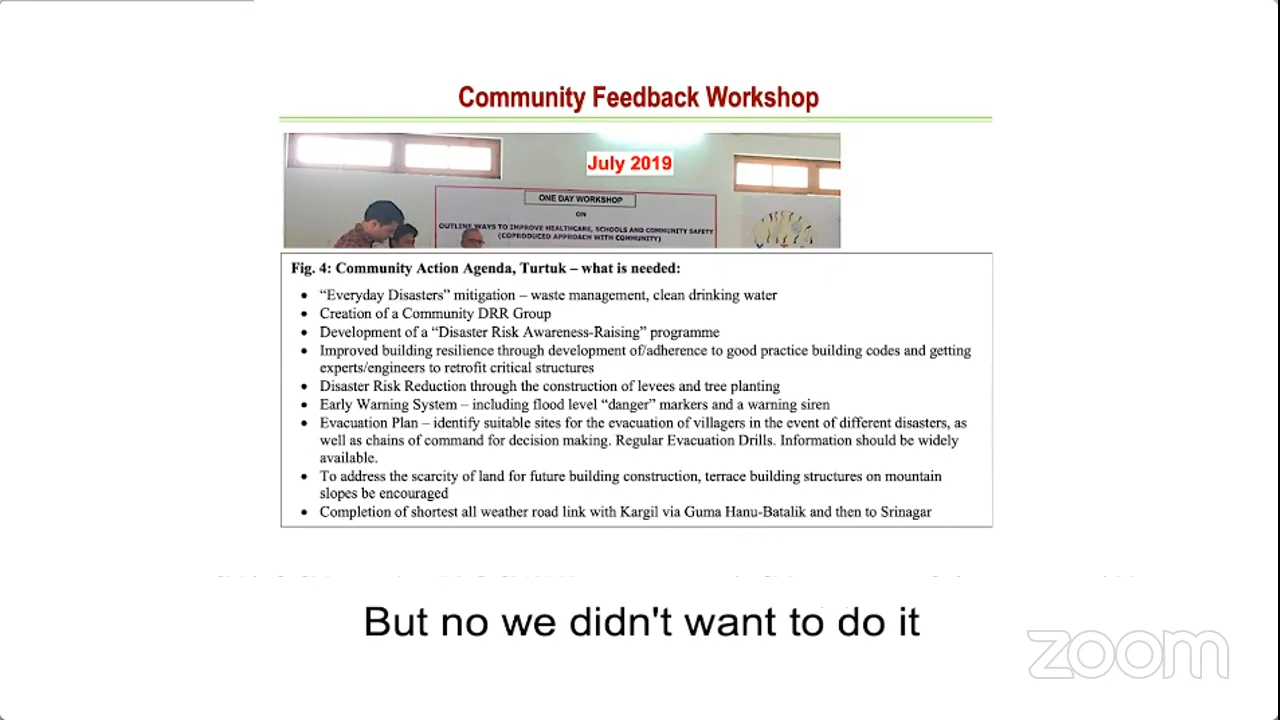 Community Feedback Workshop
July 2019
ONE DAY WORKSHOP
ON
OUTLINE WAYS TO IMPROVE HEALTHCARE, SCHOOLS AND COMMUNITY SAFETY
(COPRODUCED APPROACH WITH COMMUNITY)
Fig. 4: Community Action Agenda, Turtuk – what is needed:
• “Everyday Disasters” mitigation – waste management, clean drinking water
• Creation of a Community DRR Group
• Development of a “Disaster Risk Awareness-Raising” programme
• Improved building resilience through development of/adherence to good practice building codes and getting
experts/engineers to retrofit critical structures
• Disaster Risk Reduction through the construction of levees and tree planting
• Early Warning System – including flood level “danger” markers and a warning siren
• Evacuation Plan – identify suitable sites for the evacuation of villagers in the event of different disasters, as
well as chains of command for decision making. Regular Evacuation Drills. Information should be widely
available.
• To address the scarcity of land for future building construction, terrace building structures on mountain
slopes be encouraged
• Completion of shortest all weather road link with Kargil via Guma Hanu-Batalik and then to Srinagar
But no we didn't want to do it
zoom